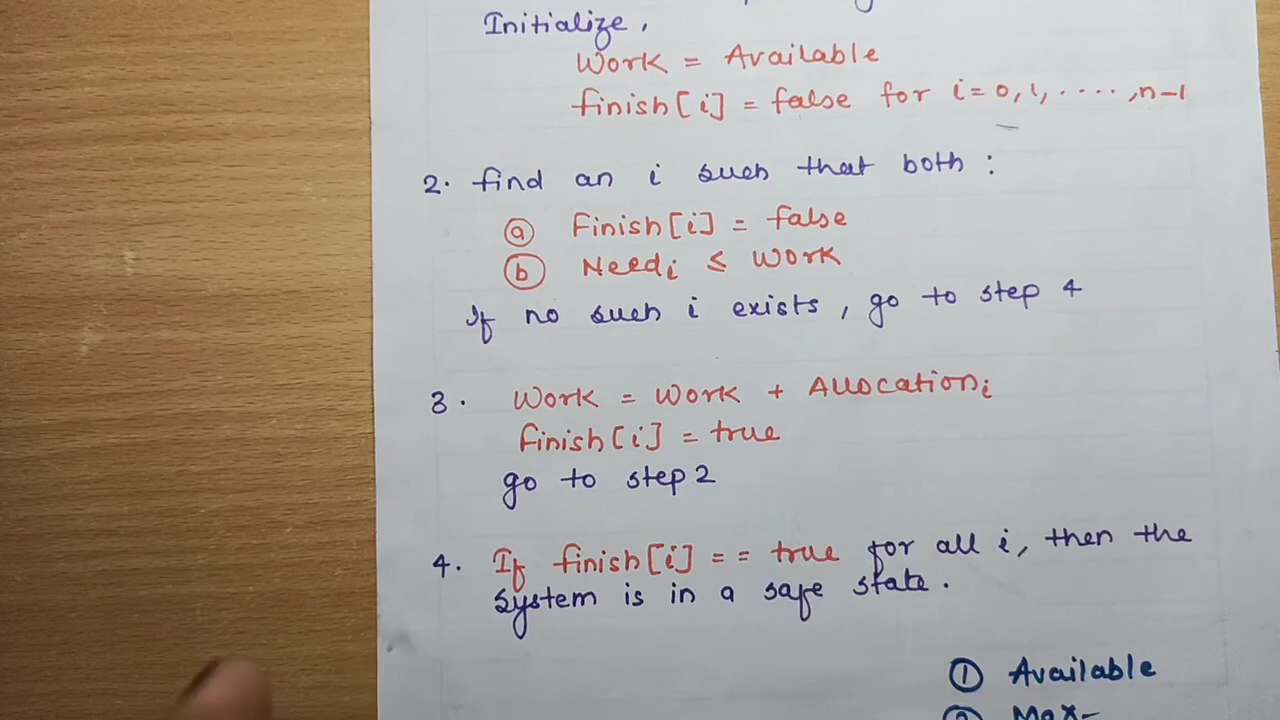 Initialize,
Work = Available
finish[i] = false for i = 0, 1, ....., n-1
2. find an i such that both :
(a) Finish[i] = false
(b) Needi ≤ Work
If no such i exists, go to step 4
3. Work = Work + Allocationi
finish[i] = true
go to step 2
4. If finish[i] == true for all i, then the
system is in a safe state.
(1) Available
(2) Max-